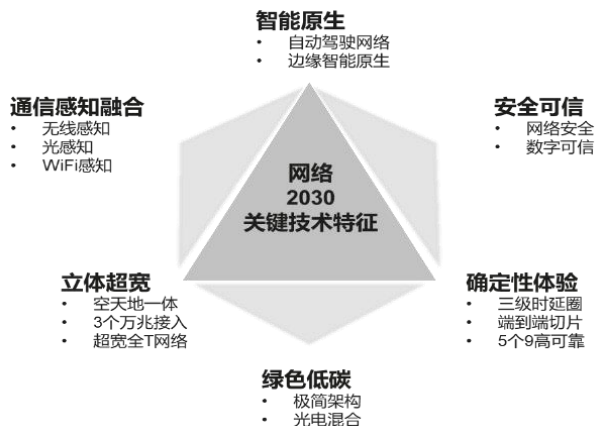 智能原生
• 自动驾驶网络
• 边缘智能原生
通信感知融合
• 无线感知
• 光感知
• WiFi感知
安全可信
• 网络安全
• 数字可信
网络
2030
关键技术特征
立体超宽
• 空天地一体
• 3个万兆接入
• 超宽全T网络
确定性体验
• 三级时延圈
• 端到端切片
• 5个9高可靠
绿色低碳
• 极简架构
• 光电混合